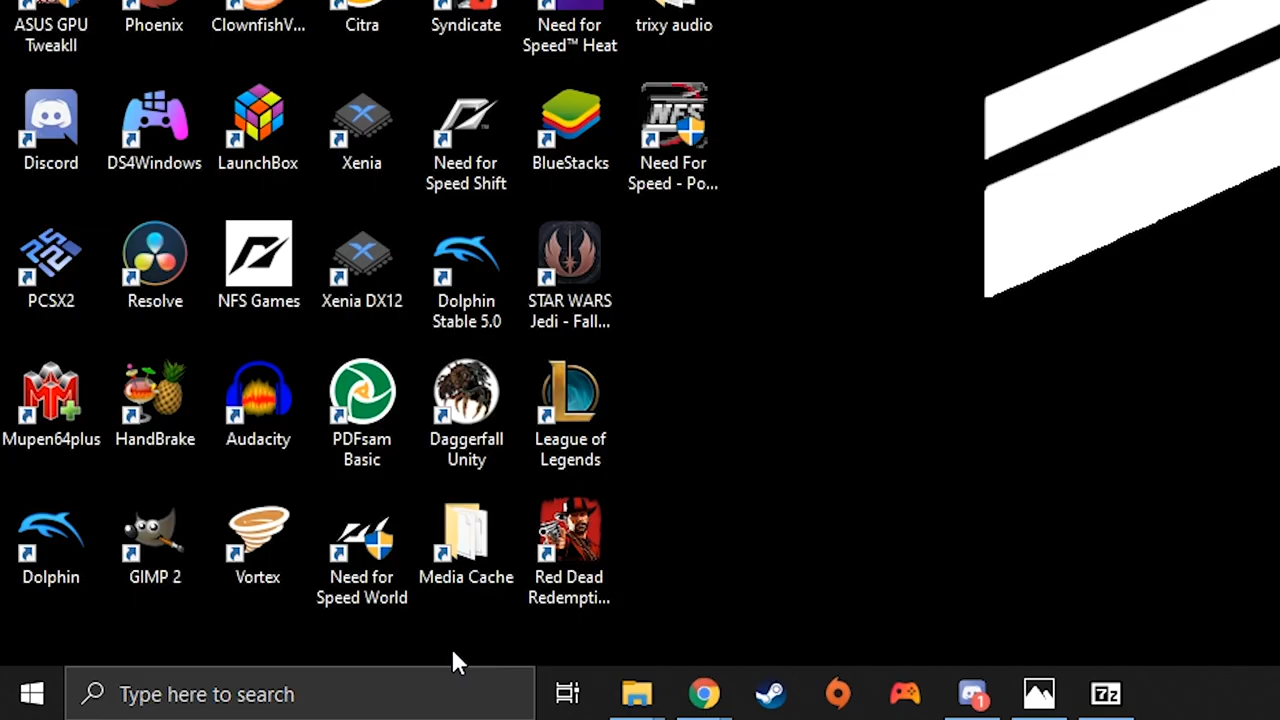 ASUS GPU
TweakII
Phoenix
ClownfishV...
Citra
Syndicate
Need for
Speed™ Heat
trixy audio
Discord
DS4Windows
LaunchBox
Xenia
Need for
Speed Shift
BlueStacks
NFS
Need For
Speed - Po...
PCSX2
Resolve
NFS Games
Xenia DX12
Dolphin
Stable 5.0
STAR WARS
Jedi - Fall...
Mupen64plus
HandBrake
Audacity
PDFsam
Basic
Daggerfall
Unity
League of
Legends
Dolphin
GIMP 2
Vortex
Need for
Speed World
Media Cache
Red Dead
Redempti...
Type here to search
1
7z